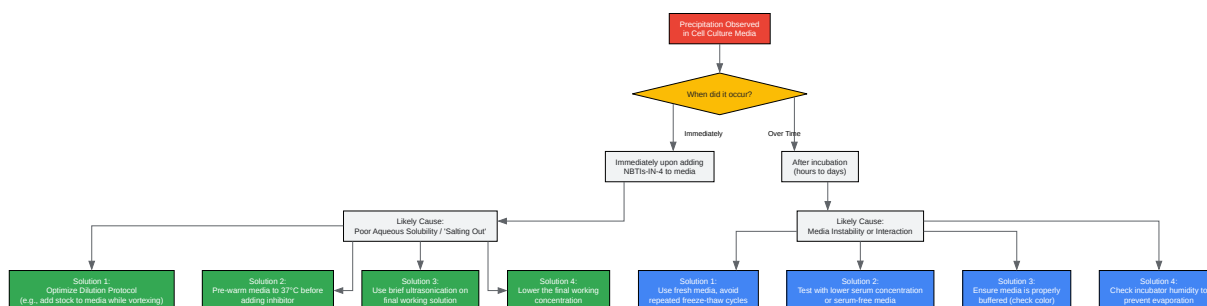 Precipitation Observed
in Cell Culture Media
When did it occur?
Immediately
Over Time
Immediately upon adding
NBTIs-IN-4 to media
After incubation
(hours to days)
Likely Cause:
Poor Aqueous Solubility / 'Salting Out'
Likely Cause:
Media Instability or Interaction
Solution 1:
Optimize Dilution Protocol
(e.g., add stock to media while vortexing)
Solution 2:
Pre-warm media to 37°C before
adding inhibitor
Solution 3:
Use brief ultrasonication on
final working solution
Solution 4:
Lower the final working
concentration
Solution 1:
Use fresh media, avoid
repeated freeze-thaw cycles
Solution 2:
Test with lower serum concentration
or serum-free media
Solution 3:
Ensure media is properly
buffered (check color)
Solution 4:
Check incubator humidity to
prevent evaporation